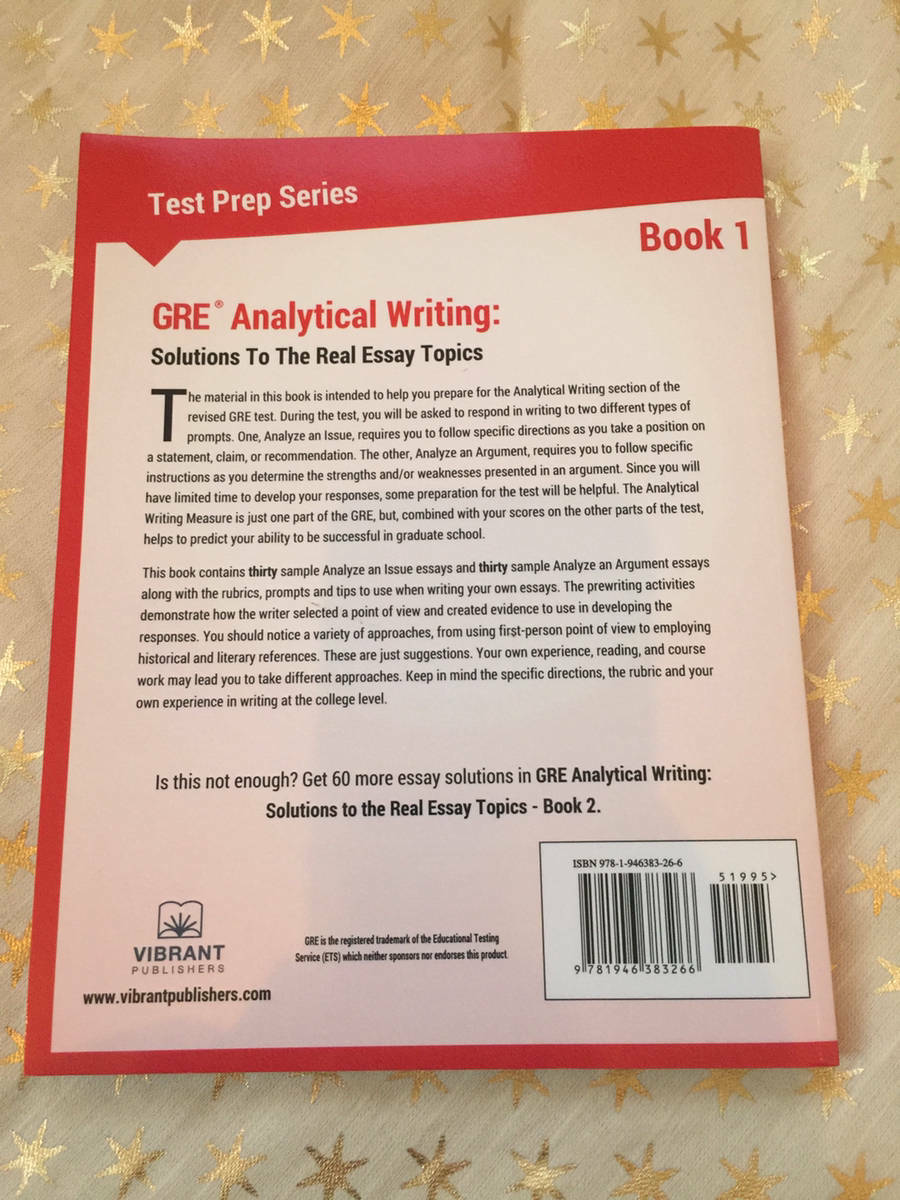 Test Prep Series
Book 1
GRE® Analytical Writing:
Solutions To The Real Essay Topics
The material in this book is intended to help you prepare for the Analytical Writing section of the
revised GRE test. During the test, you will be asked to respond in writing to two different types of
prompts. One, Analyze an Issue, requires you to follow specific directions as you take a position on
a statement, claim, or recommendation. The other, Analyze an Argument, requires you to follow specific
instructions as you determine the strengths and/or weaknesses presented in an argument. Since you will
have limited time to develop your responses, some preparation for the test will be helpful. The Analytical
Writing Measure is just one part of the GRE, but, combined with your scores on the other parts of the test,
helps to predict your ability to be successful in graduate school.
This book contains thirty sample Analyze an Issue essays and thirty sample Analyze an Argument essays
along with the rubrics, prompts and tips to use when writing your own essays. The prewriting activities
demonstrate how the writer selected a point of view and created evidence to use in developing the
responses. You should notice a variety of approaches, from using first-person point of view to employing
historical and literary references. These are just suggestions. Your own experience, reading, and course
work may lead you to take different approaches. Keep in mind the specific directions, the rubric and your
own experience in writing at the college level.
Is this not enough? Get 60 more essay solutions in GRE Analytical Writing:
Solutions to the Real Essay Topics - Book 2.
ISBN 978-1-946383-26-6
51995>
9 781946 383266
VIBRANT
PUBLISHERS
www.vibrantpublishers.com
GRE is the registered trademark of the Educational Testing
Service (ETS) which neither sponsors nor endorses this product.